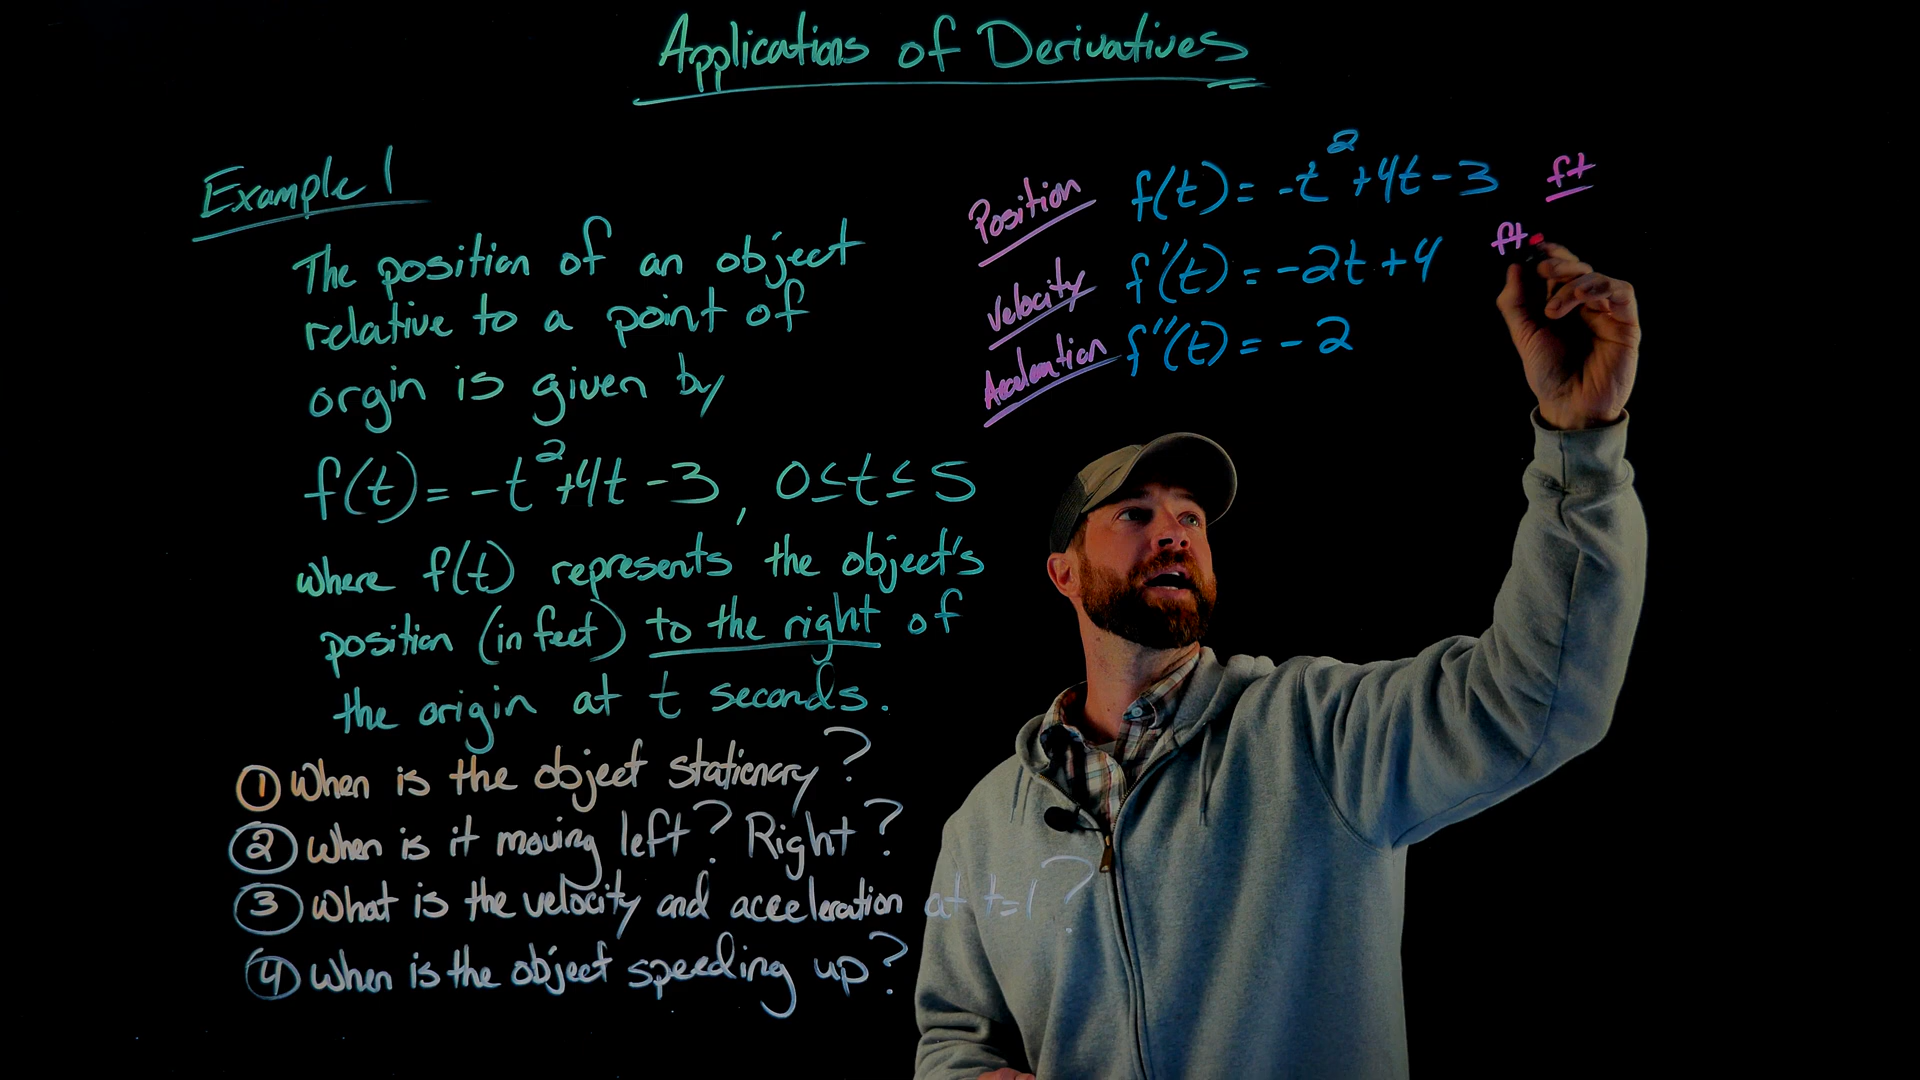 Applications of Derivatives
Example 1
The position of an object
relative to a point of
orgin is given by
f(t) = -t²+4t-3, 0≤t≤5
where f(t) represents the object's
position (in feet) to the right of
the origin at t seconds.
① When is the object stationary?
② When is it moving left? Right?
③ What is the velocity and acceleration at t=1?
④ When is the object speeding up?
Position f(t) = -t²+4t-3 ft
Velocity f'(t) = -2t+4 ft
Acceleration f''(t) = -2